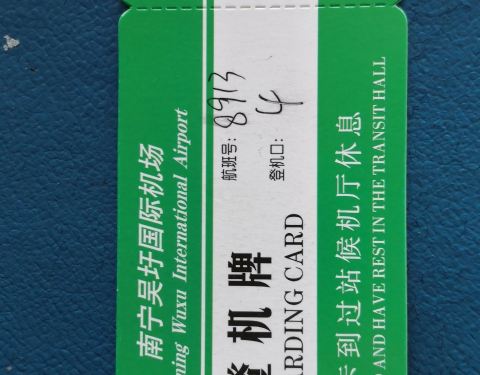 南宁吴圩国际机场
ning Wuxu International Airport
航班号: 8913
登机口: 4
登机牌
ARDING CARD
到过站候机厅休息
AND HAVE REST IN THE TRANSIT HALL